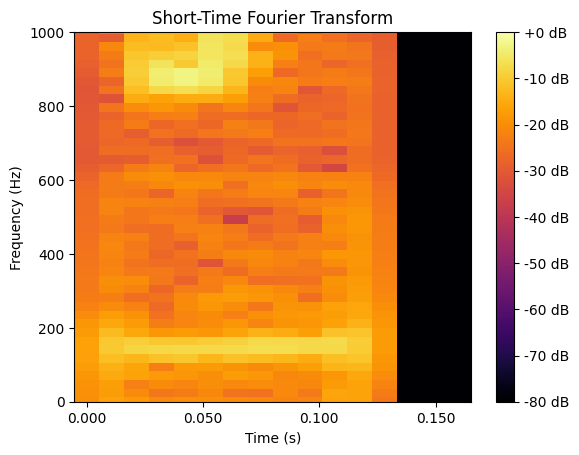 Short-Time Fourier Transform
1000
800
600
400
200
0
Frequency (Hz)
0.000
0.050
0.100
0.150
Time (s)
+0 dB
-10 dB
-20 dB
-30 dB
-40 dB
-50 dB
-60 dB
-70 dB
-80 dB